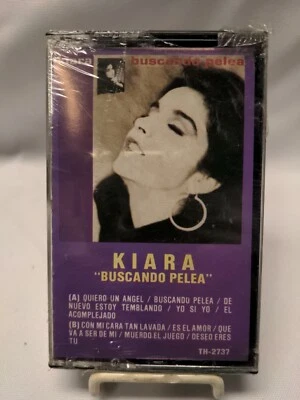 kiara buscando pelea
KIARA
"BUSCANDO PELEA"
(A) QUIERO UN ANGEL / BUSCANDO PELEA / DE
NUEVO ESTOY TEMBLANDO / YO SI YO / EL
ACOMPLEJADO
(B) CON MI CARA TAN LAVADA / ES EL AMOR / QUE
VA A SER DE MI / MUERDO EL JUEGO / DESEO ERES
TU
TH-2737